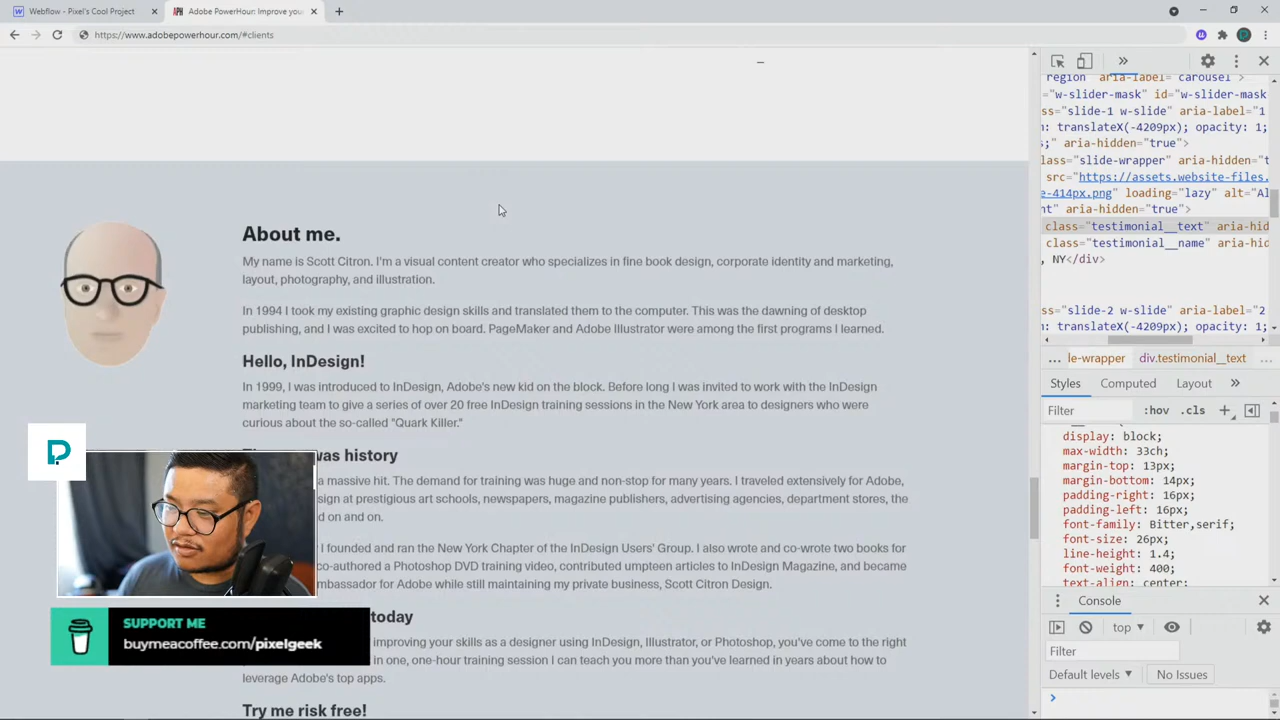 Webflow - Pixel's Cool Project
Adobe PowerHour: Improve your
https://www.adobepowerhour.com/#clients
About me.
My name is Scott Citron. I'm a visual content creator who specializes in fine book design, corporate identity and marketing,
layout, photography, and illustration.
In 1994 I took my existing graphic design skills and translated them to the computer. This was the dawning of desktop
publishing, and I was excited to hop on board. PageMaker and Adobe Illustrator were among the first programs I learned.
Hello, InDesign!
In 1999, I was introduced to InDesign, Adobe's new kid on the block. Before long I was invited to work with the InDesign
marketing team to give a series of over 20 free InDesign training sessions in the New York area to designers who were
curious about the so-called "Quark Killer."
was history
a massive hit. The demand for training was huge and non-stop for many years. I traveled extensively for Adobe,
sign at prestigious art schools, newspapers, magazine publishers, advertising agencies, department stores, the
d on and on.
I founded and ran the New York Chapter of the InDesign Users' Group. I also wrote and co-wrote two books for
co-authored a Photoshop DVD training video, contributed umpteen articles to InDesign Magazine, and became
mbassador for Adobe while still maintaining my private business, Scott Citron Design.
today
improving your skills as a designer using InDesign, Illustrator, or Photoshop, you've come to the right
in one, one-hour training session I can teach you more than you've learned in years about how to
leverage Adobe's top apps.
Try me risk free!
SUPPORT ME
buymeacoffee.com/pixelgeek
region" aria-label="carousel">
="w-slider-mask" id="w-slider-mask
ass="slide-1 w-slide" aria-label="1
n: translateX(-4209px); opacity: 1;
s;" aria-hidden="true">
class="slide-wrapper" aria-hidden="t
src="https://assets.website-files.
e-414px.png" loading="lazy" alt="Al
nt" aria-hidden="true">
class="testimonial__text" aria-hid
class="testimonial__name" aria-hid
, NY</div>
lass="slide-2 w-slide" aria-label="2
n: translateX(-4209px); opacity: 1;
... le-wrapper div.testimonial__text ...
Styles Computed Layout
Filter :hov .cls
display: block;
max-width: 33ch;
margin-top: 13px;
margin-bottom: 14px;
padding-right: 16px;
padding-left: 16px;
font-family: Bitter,serif;
font-size: 26px;
line-height: 1.4;
font-weight: 400;
text-align: center;
Console
top
Filter
Default levels No Issues